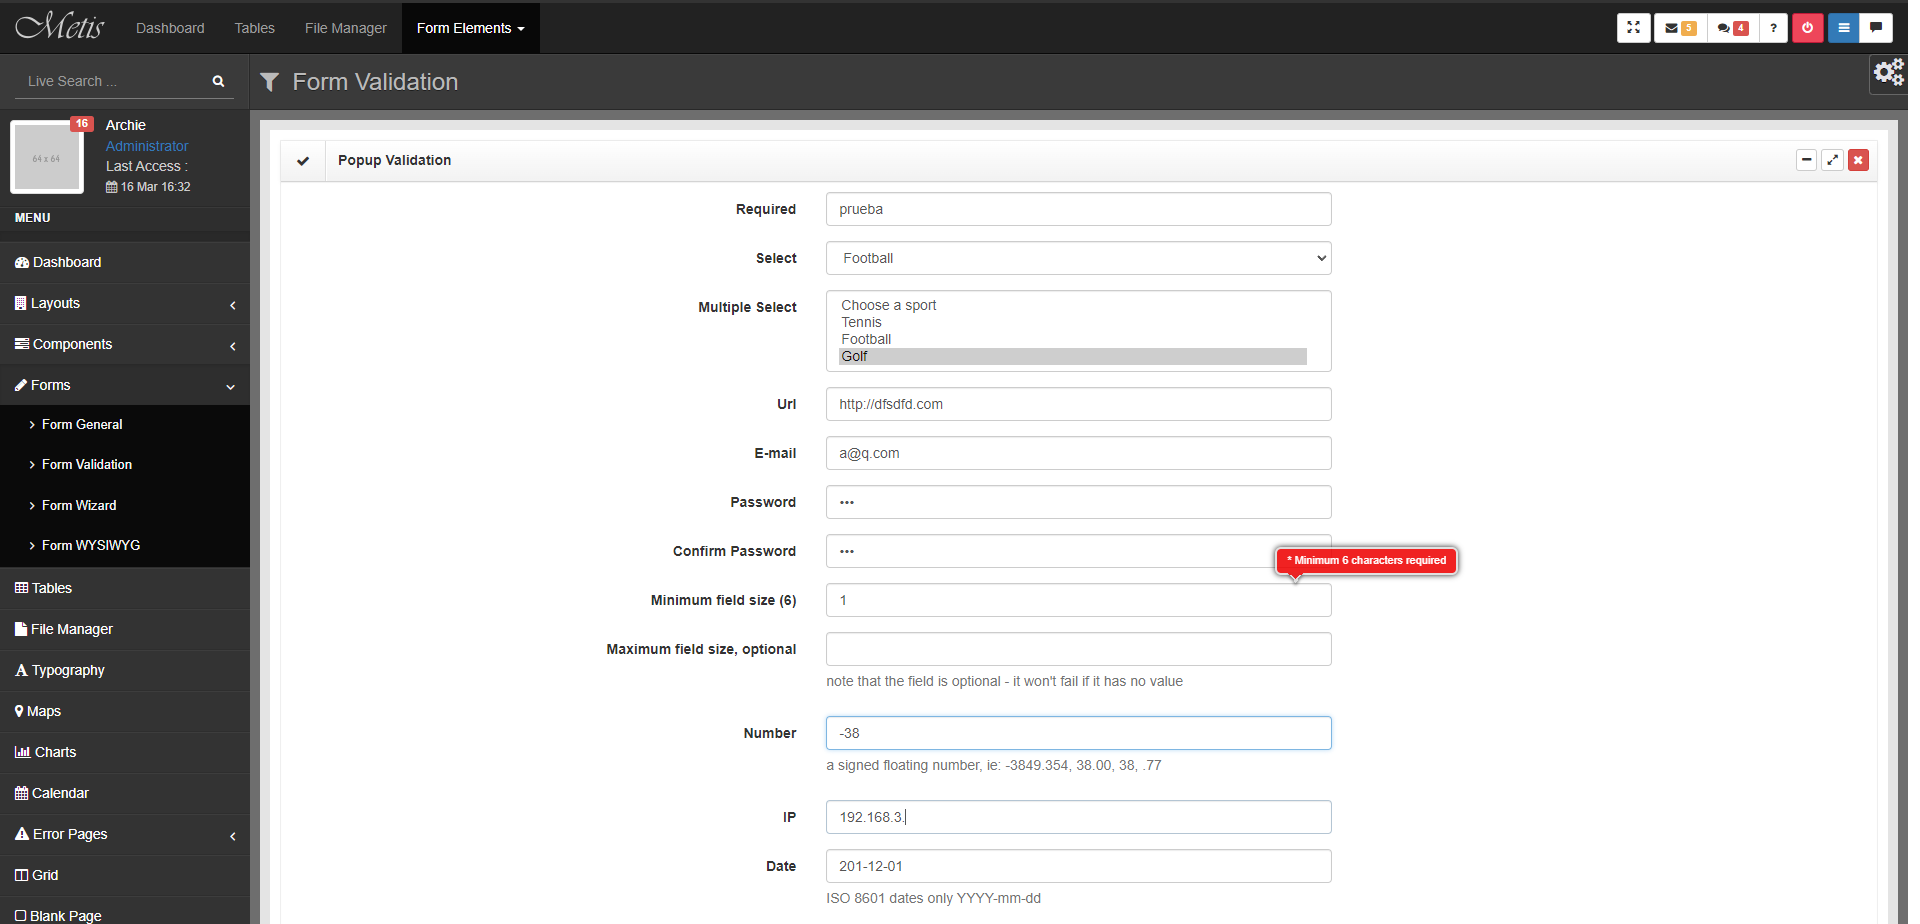 Metis
Dashboard
Tables
File Manager
Form Elements
5
4
?
Live Search ...
Form Validation
16
64 x 64
Archie
Administrator
Last Access :
16 Mar 16:32
MENU
Dashboard
Layouts
Components
Forms
Form General
Form Validation
Form Wizard
Form WYSIWYG
Tables
File Manager
Typography
Maps
Charts
Calendar
Error Pages
Grid
Blank Page
Popup Validation
Required
prueba
Select
Football
Multiple Select
Choose a sport
Tennis
Football
Golf
Url
http://dfsdfd.com
E-mail
a@q.com
Password
•••
Confirm Password
•••
* Minimum 6 characters required
Minimum field size (6)
1
Maximum field size, optional
note that the field is optional - it won't fail if it has no value
Number
-38
a signed floating number, ie: -3849.354, 38.00, 38, .77
IP
192.168.3.
Date
201-12-01
ISO 8601 dates only YYYY-mm-dd